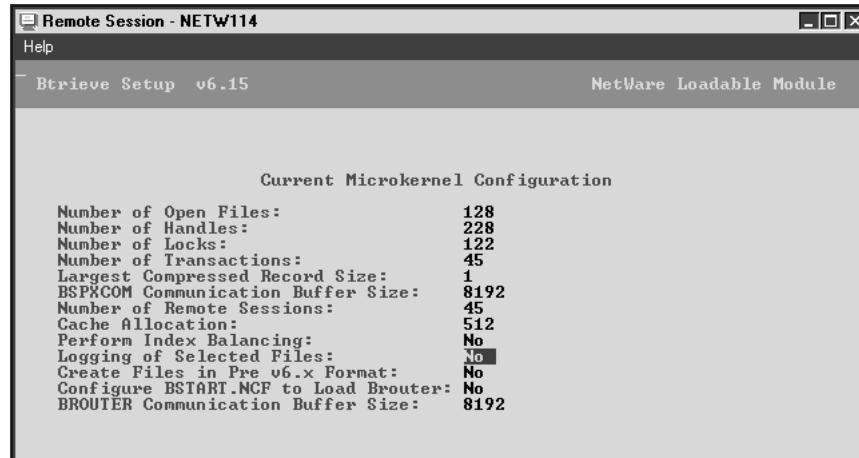 Remote Session - NETW114
Help
Btrieve Setup v6.15 NetWare Loadable Module
Current Microkernel Configuration
Number of Open Files: 128
Number of Handles: 228
Number of Locks: 122
Number of Transactions: 45
Largest Compressed Record Size: 1
BSPXCOM Communication Buffer Size: 8192
Number of Remote Sessions: 45
Cache Allocation: 512
Perform Index Balancing: No
Logging of Selected Files: No
Create Files in Pre v6.x Format: No
Configure BSTART.NCF to Load Brouter: No
BROUTER Communication Buffer Size: 8192